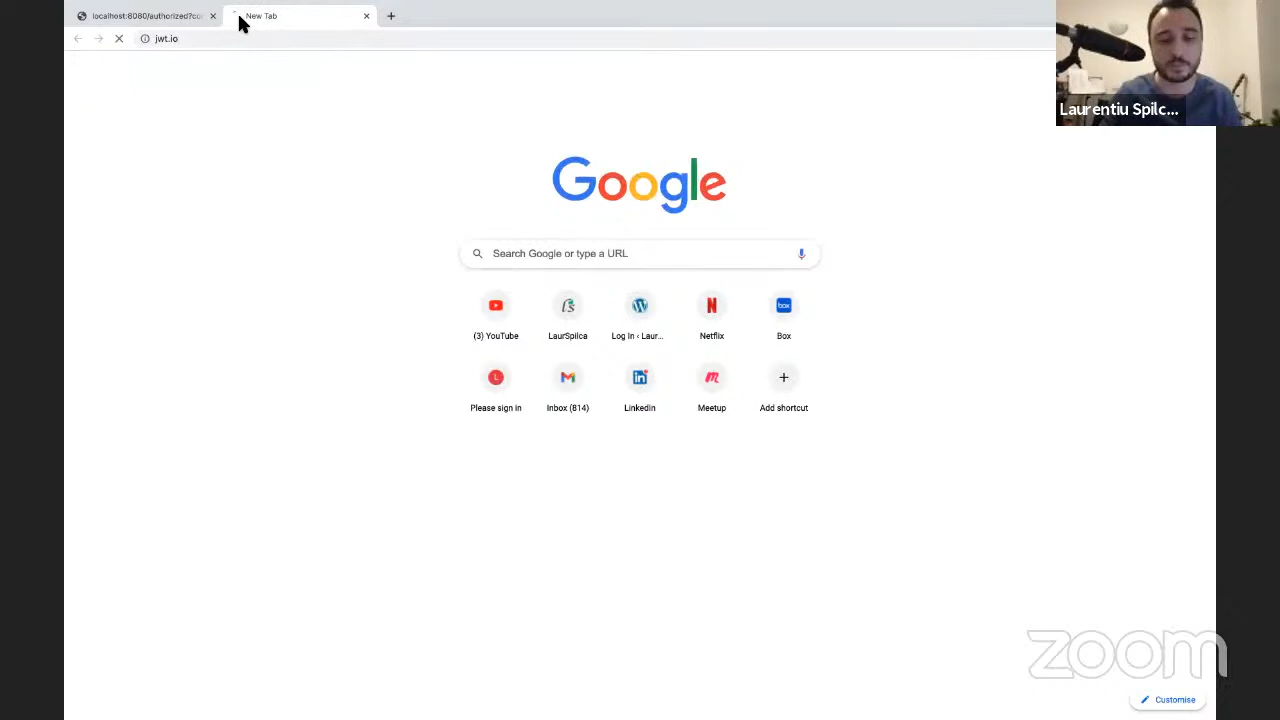 localhost:8080/authorized?co
New Tab
jwt.io
Laurentiu Spilc...
Google
Search Google or type a URL
(3) YouTube
LaurSpilca
Log In ‹ Laur...
Netflix
Box
Please sign in
Inbox (814)
LinkedIn
Meetup
Add shortcut
zoom
Customise